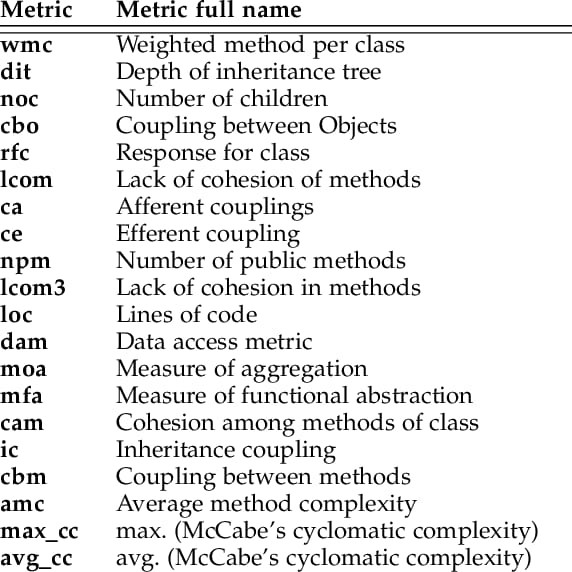 Metric Metric full name
wmc Weighted method per class
dit Depth of inheritance tree
noc Number of children
cbo Coupling between Objects
rfc Response for class
lcom Lack of cohesion of methods
ca Afferent couplings
ce Efferent coupling
npm Number of public methods
lcom3 Lack of cohesion in methods
loc Lines of code
dam Data access metric
moa Measure of aggregation
mfa Measure of functional abstraction
cam Cohesion among methods of class
ic Inheritance coupling
cbm Coupling between methods
amc Average method complexity
max_cc max. (McCabe's cyclomatic complexity)
avg_cc avg. (McCabe's cyclomatic complexity)